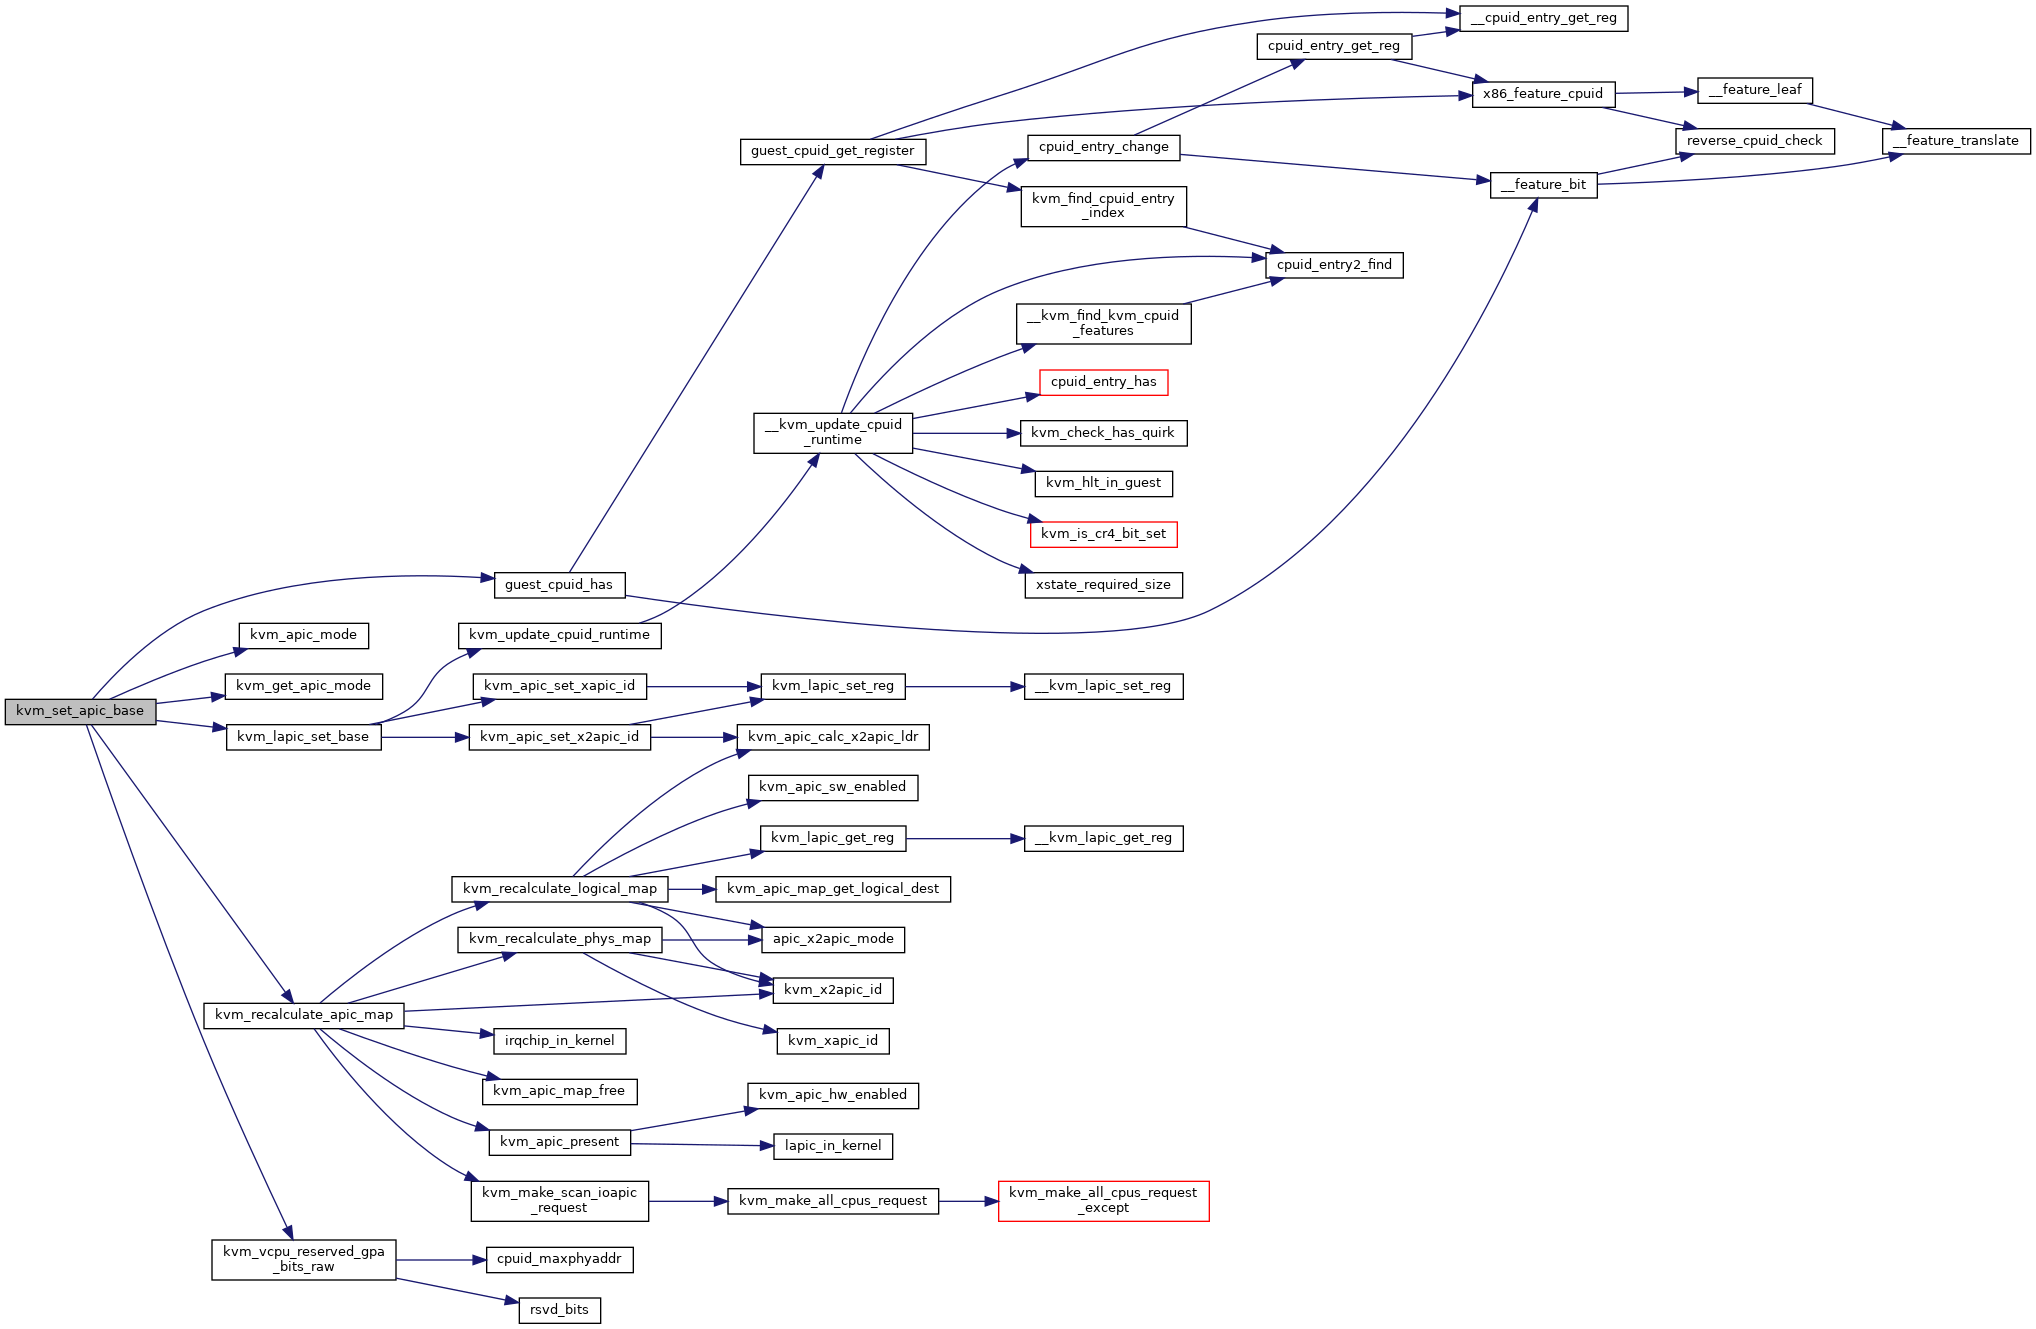 __cpuid_entry_get_reg
cpuid_entry_get_reg
x86_feature_cpuid
__feature_leaf
guest_cpuid_get_register
cpuid_entry_change
reverse_cpuid_check
__feature_translate
__feature_bit
kvm_find_cpuid_entry
_index
cpuid_entry2_find
__kvm_find_kvm_cpuid
_features
cpuid_entry_has
__kvm_update_cpuid
_runtime
kvm_check_has_quirk
kvm_hlt_in_guest
kvm_is_cr4_bit_set
guest_cpuid_has
xstate_required_size
kvm_apic_mode
kvm_update_cpuid_runtime
kvm_get_apic_mode
kvm_apic_set_xapic_id
kvm_lapic_set_reg
__kvm_lapic_set_reg
kvm_set_apic_base
kvm_lapic_set_base
kvm_apic_set_x2apic_id
kvm_apic_calc_x2apic_ldr
kvm_apic_sw_enabled
kvm_lapic_get_reg
__kvm_lapic_get_reg
kvm_recalculate_logical_map
kvm_apic_map_get_logical_dest
kvm_recalculate_phys_map
apic_x2apic_mode
kvm_x2apic_id
kvm_recalculate_apic_map
irqchip_in_kernel
kvm_xapic_id
kvm_apic_map_free
kvm_apic_hw_enabled
kvm_apic_present
lapic_in_kernel
kvm_make_scan_ioapic
_request
kvm_make_all_cpus_request
kvm_make_all_cpus_request
_except
kvm_vcpu_reserved_gpa
_bits_raw
cpuid_maxphyaddr
rsvd_bits